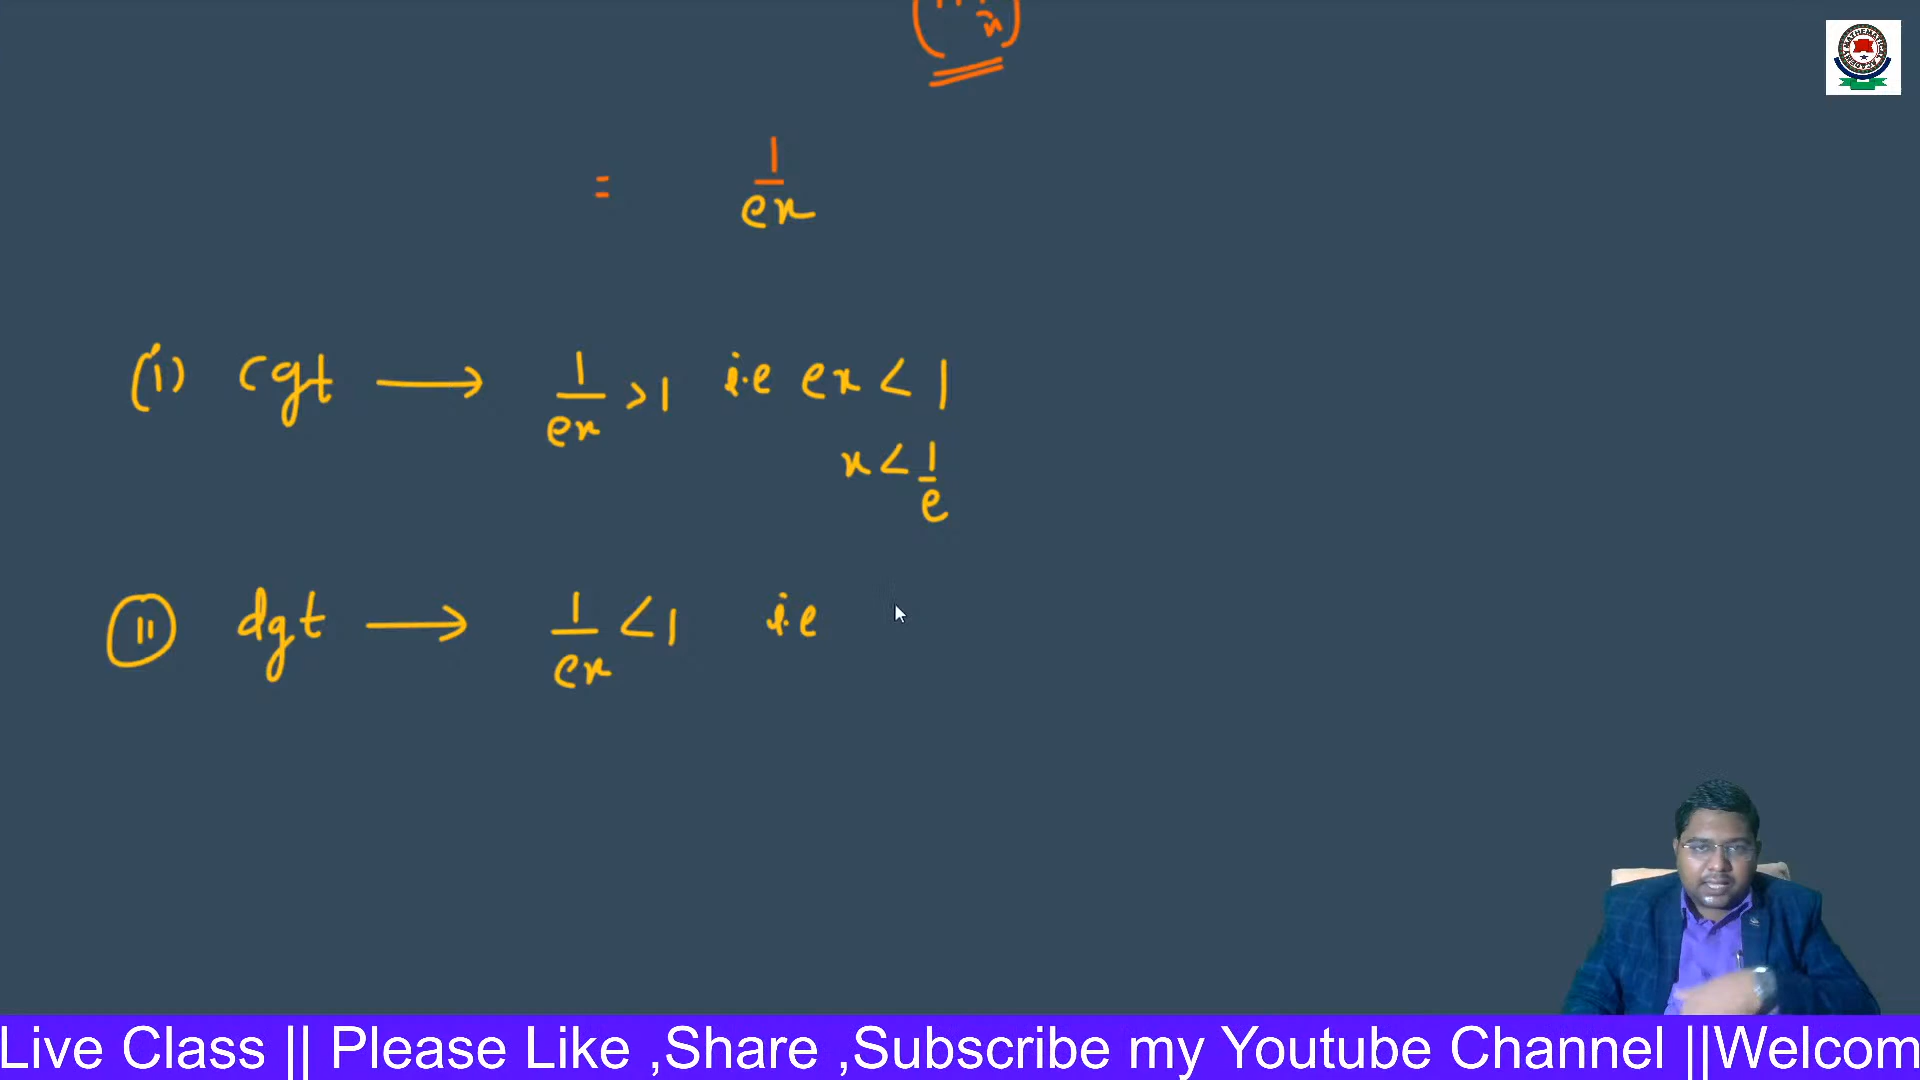 = 1/ex
(i) cgt → 1/ex > 1 i.e ex < 1
x < 1/e
(ii) dgt → 1/ex < 1 i.e
Live Class || Please Like ,Share ,Subscribe my Youtube Channel ||Welcom